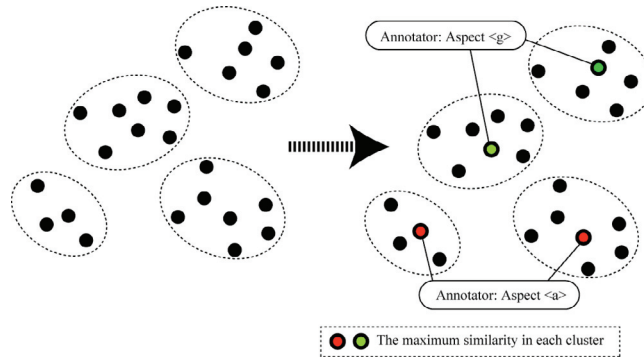 Annotator: Aspect <g>
Annotator: Aspect <a>
The maximum similarity in each cluster